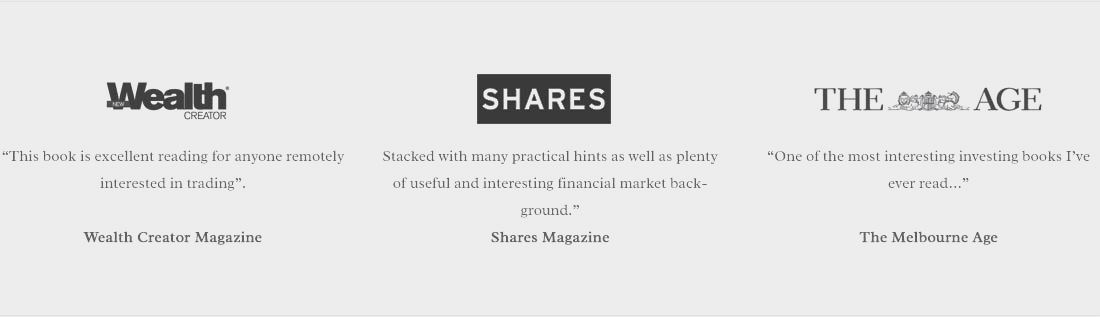 NEW Wealth
CREATOR
“This book is excellent reading for anyone remotely
interested in trading”.
Wealth Creator Magazine
SHARES
Stacked with many practical hints as well as plenty
of useful and interesting financial market back-
ground.”
Shares Magazine
THE AGE
“One of the most interesting investing books I’ve
ever read...”
The Melbourne Age